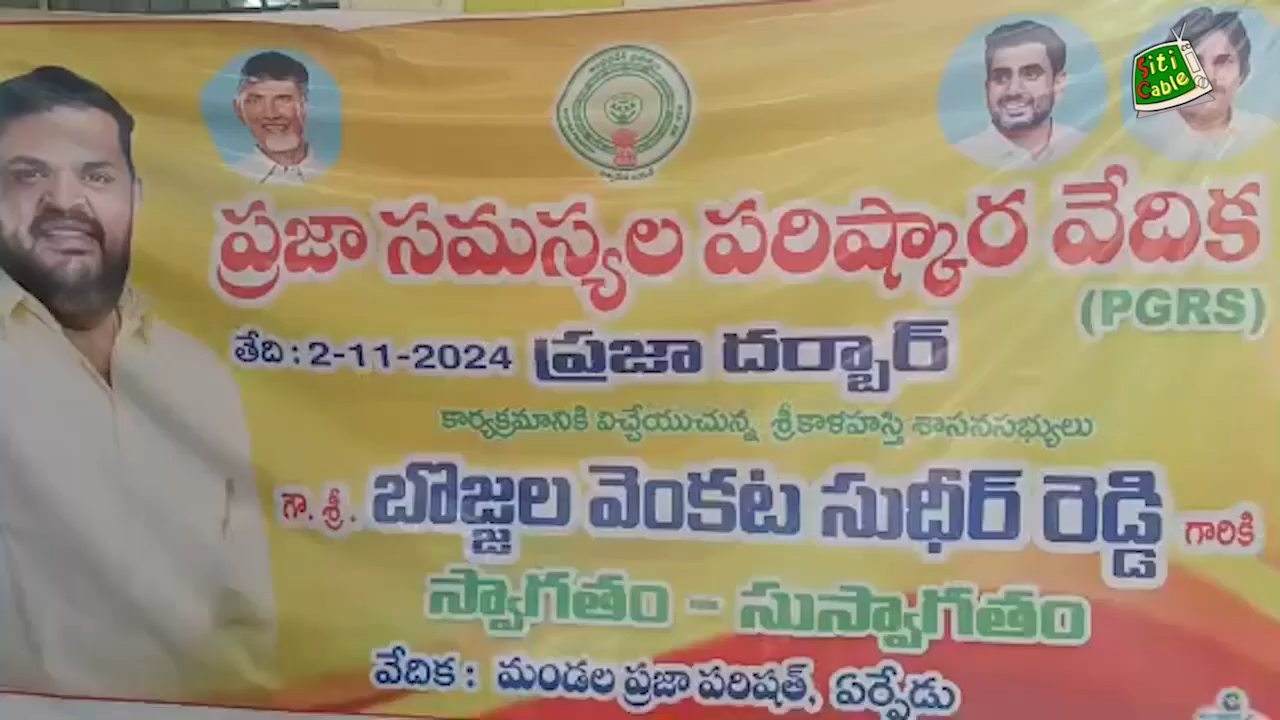 Siti
Cable
ప్రజా సమస్యల పరిష్కార వేదిక
(PGRS)
తేది : 2-11-2024 ప్రజా దర్బార్
కార్యక్రమానికి విచ్చేయుచున్న శ్రీకాళహస్తి శాసనసభ్యులు
గౌ. శ్రీ. బొజ్జల వెంకట సుధీర్ రెడ్డి గారికి
స్వాగతం - సుస్వాగతం
వేదిక : మండల ప్రజా పరిషత్, ఏర్పేడు